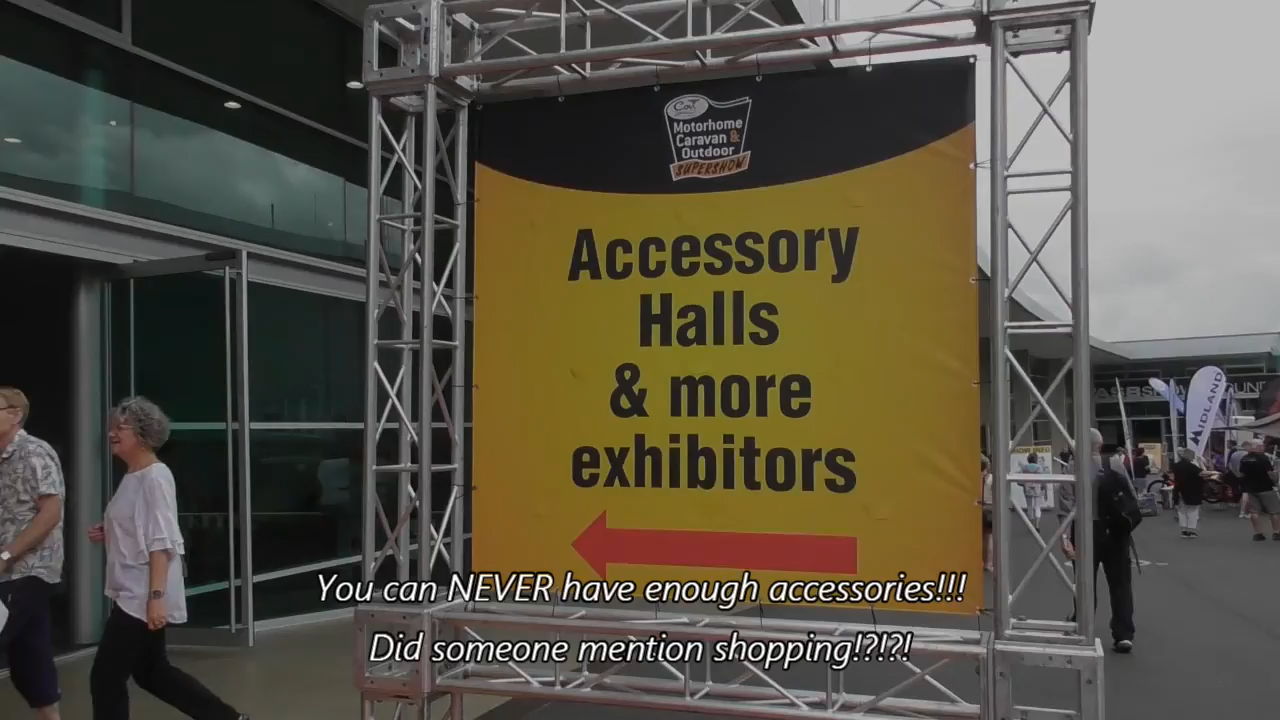 Motorhome
Caravan &
Outdoor
SUPERSHOW
Accessory
Halls
& more
exhibitors
MIDLAND
You can NEVER have enough accessories!!!
Did someone mention shopping!?!?!